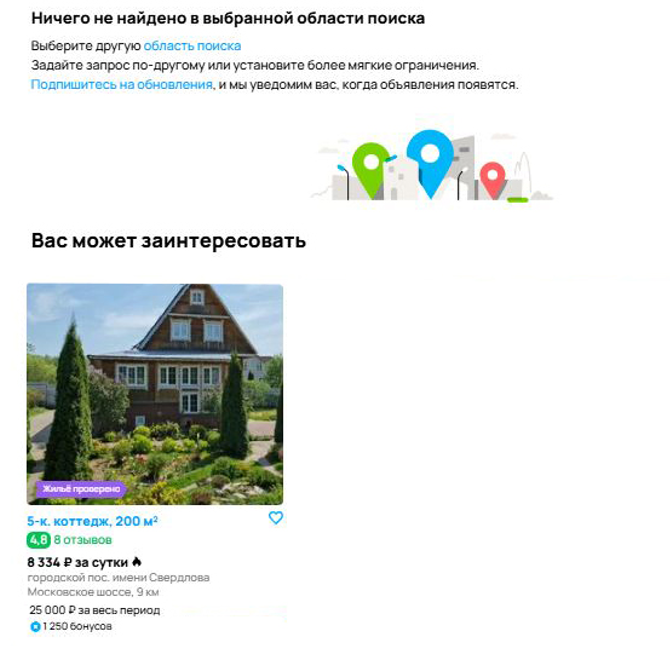 Ничего не найдено в выбранной области поиска
Выберите другую область поиска
Задайте запрос по-другому или установите более мягкие ограничения.
Подпишитесь на обновления, и мы уведомим вас, когда объявления появятся.
Вас может заинтересовать
Жильё проверено
5-к. коттедж, 200 м²
4,8 8 отзывов
8 334 ₽ за сутки
городской пос. имени Свердлова
Московское шоссе, 9 км
25 000 ₽ за весь период
1 250 бонусов